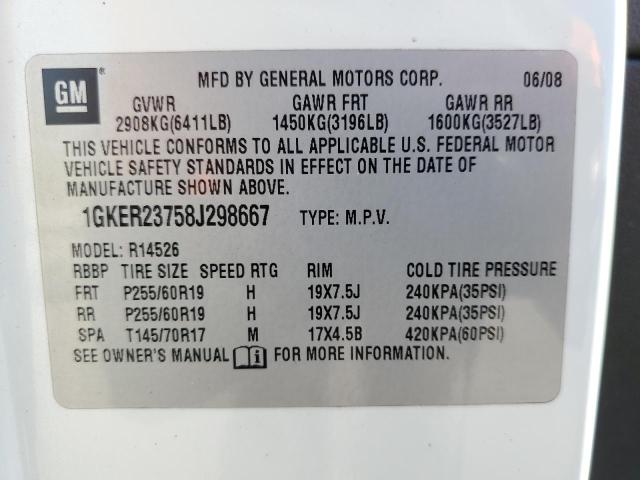 GM
MFD BY GENERAL MOTORS CORP. 06/08
GVWR GAWR FRT GAWR RR
2908KG(6411LB) 1450KG(3196LB) 1600KG(3527LB)
THIS VEHICLE CONFORMS TO ALL APPLICABLE U.S. FEDERAL MOTOR
VEHICLE SAFETY STANDARDS IN EFFECT ON THE DATE OF
MANUFACTURE SHOWN ABOVE.
1GKER23758J298667 TYPE: M.P.V.
MODEL: R14526
RBBP TIRE SIZE SPEED RTG RIM COLD TIRE PRESSURE
FRT P255/60R19 H 19X7.5J 240KPA(35PSI)
RR P255/60R19 H 19X7.5J 240KPA(35PSI)
SPA T145/70R17 M 17X4.5B 420KPA(60PSI)
SEE OWNER'S MANUAL i FOR MORE INFORMATION.